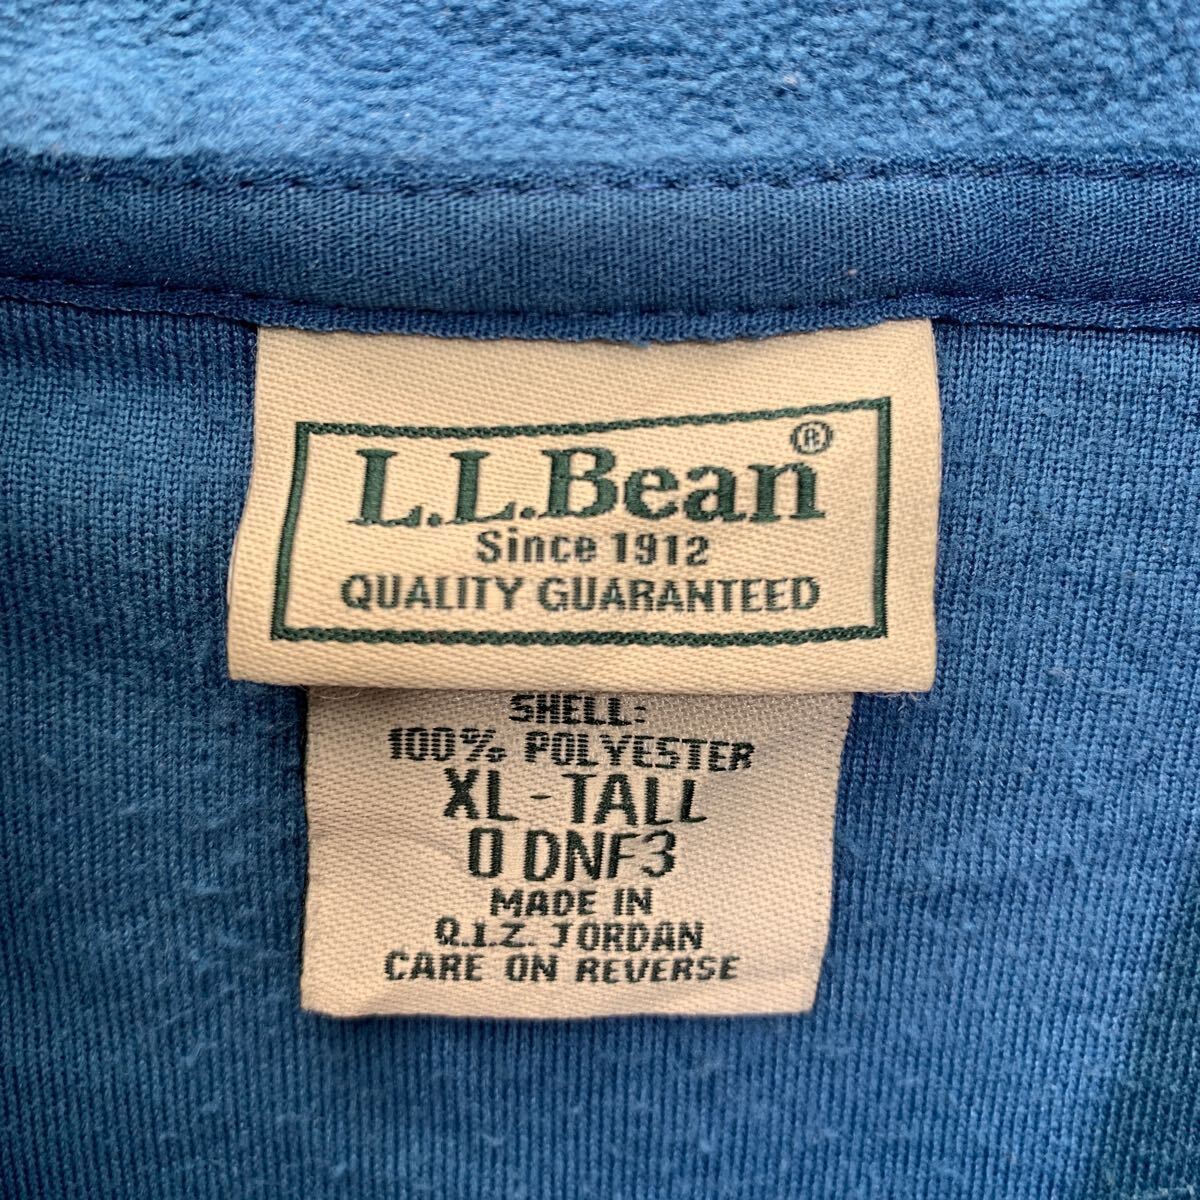 L.L.Bean®
Since 1912
QUALITY GUARANTEED
SHELL:
100% POLYESTER
XL-TALL
0 DNF3
MADE IN
Q.I.Z. JORDAN
CARE ON REVERSE